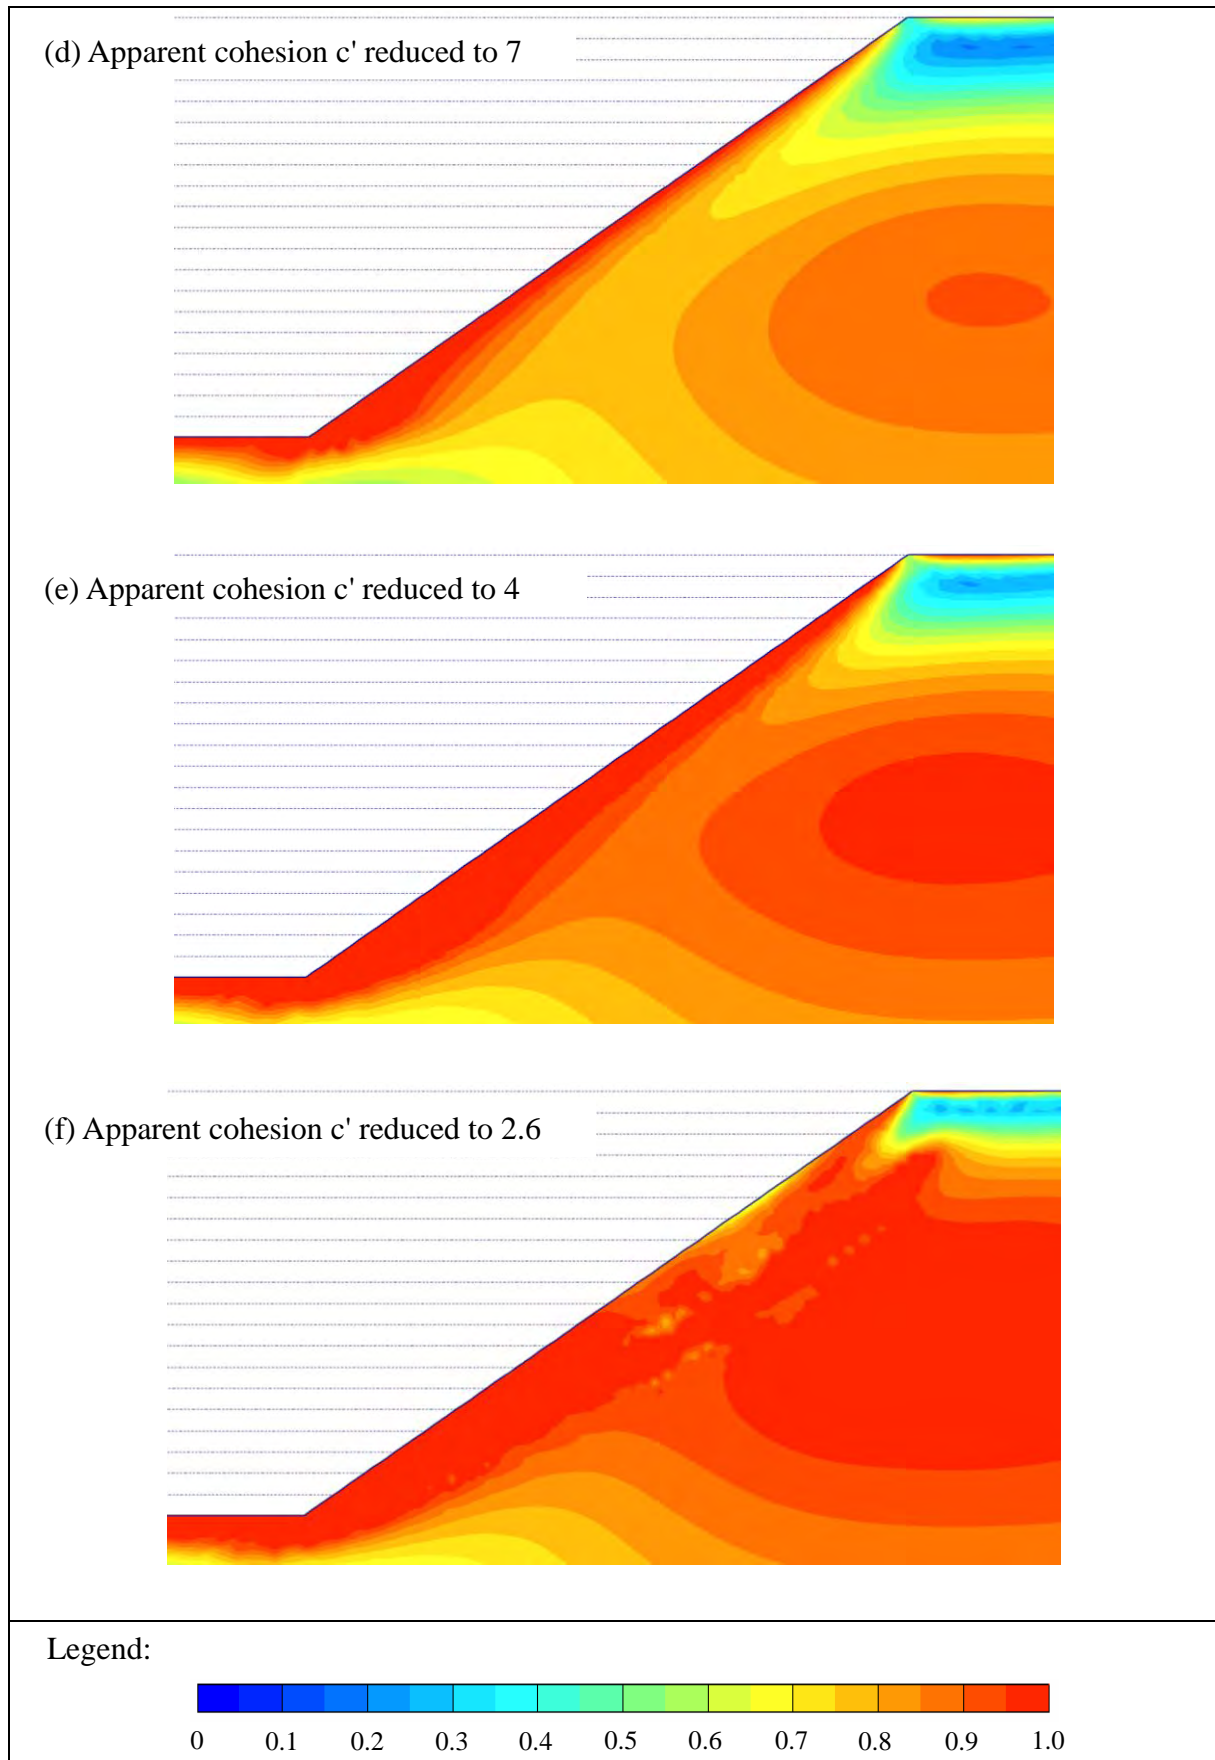 (d) Apparent cohesion c' reduced to 7
(e) Apparent cohesion c' reduced to 4
(f) Apparent cohesion c' reduced to 2.6
Legend:
0 0.1 0.2 0.3 0.4 0.5 0.6 0.7 0.8 0.9 1.0